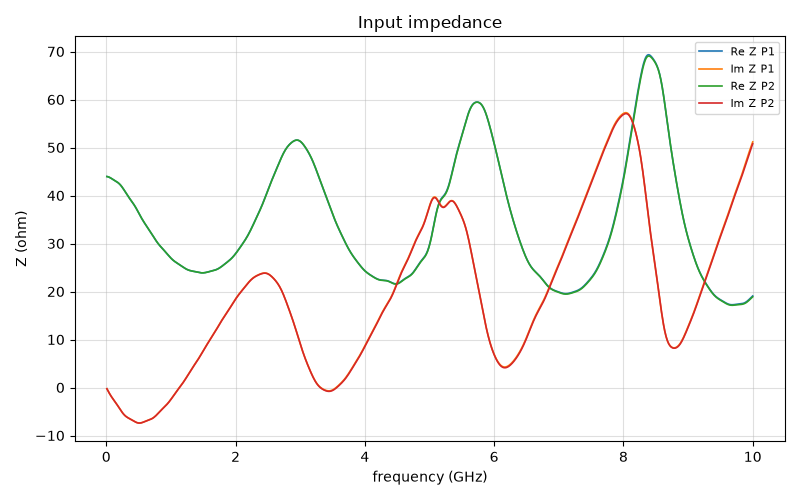 Input impedance
Re Z P1
Im Z P1
Re Z P2
Im Z P2
Z (ohm)
70
60
50
40
30
20
10
0
−10
0 2 4 6 8 10
frequency (GHz)